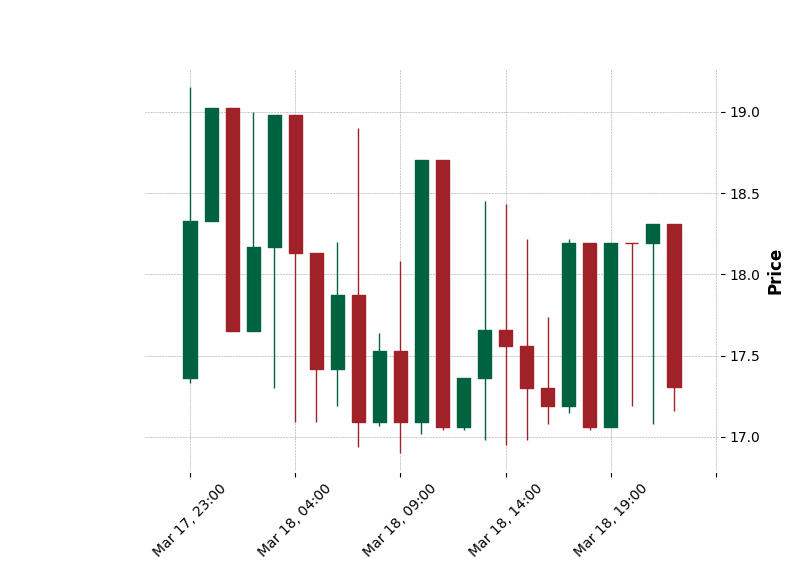 19.0
18.5
18.0
17.5
17.0
Price
Mar 17, 23:00
Mar 18, 04:00
Mar 18, 09:00
Mar 18, 14:00
Mar 18, 19:00